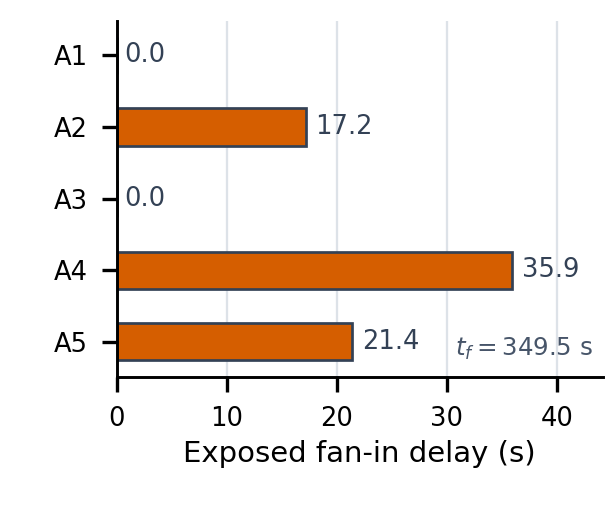 A1 0.0
A2 17.2
A3 0.0
A4 35.9
A5 21.4 t_f = 349.5 s
0 10 20 30 40
Exposed fan-in delay (s)